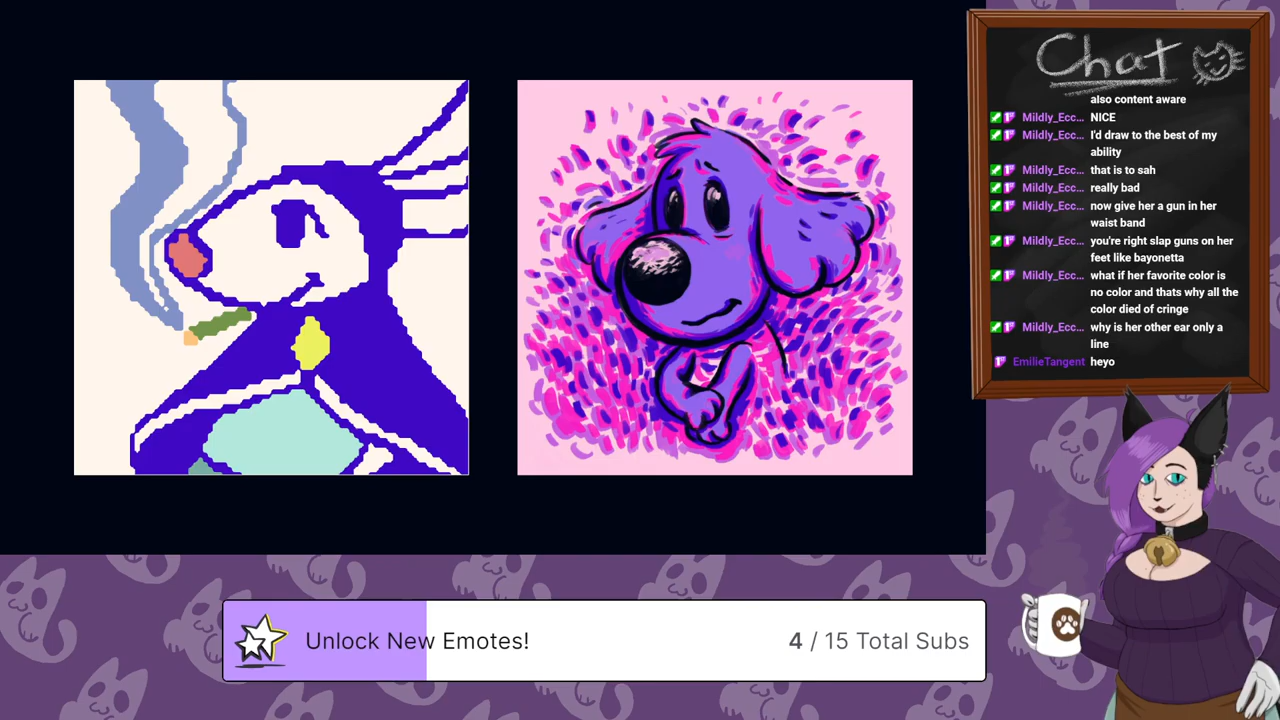 Chat
also content aware
Mildly_Ecc... NICE
Mildly_Ecc... I'd draw to the best of my
ability
Mildly_Ecc... that is to sah
Mildly_Ecc... really bad
Mildly_Ecc... now give her a gun in her
waist band
Mildly_Ecc... you're right slap guns on her
feet like bayonetta
Mildly_Ecc... what if her favorite color is
no color and thats why all the
color died of cringe
Mildly_Ecc... why is her other ear only a
line
EmilieTangent heyo
Unlock New Emotes!
4 / 15 Total Subs